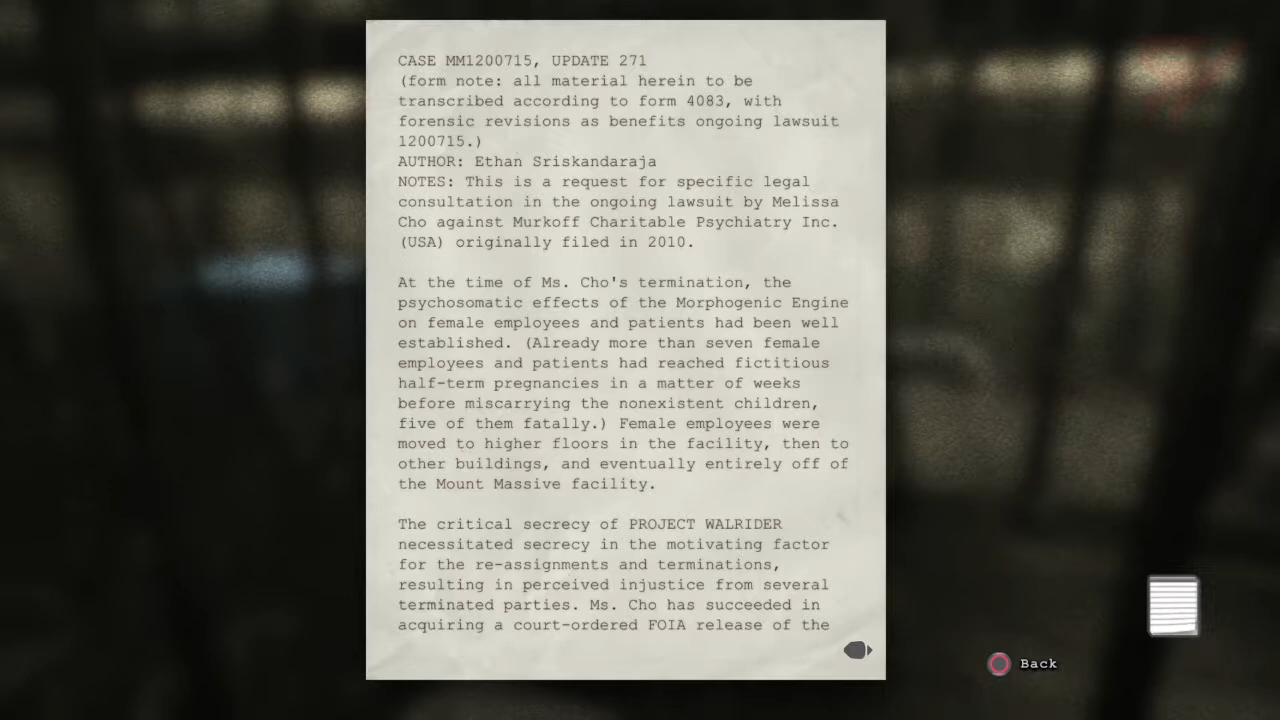 CASE MM1200715, UPDATE 271
(form note: all material herein to be
transcribed according to form 4083, with
forensic revisions as benefits ongoing lawsuit
1200715.)
AUTHOR: Ethan Sriskandaraja
NOTES: This is a request for specific legal
consultation in the ongoing lawsuit by Melissa
Cho against Murkoff Charitable Psychiatry Inc.
(USA) originally filed in 2010.
At the time of Ms. Cho's termination, the
psychosomatic effects of the Morphogenic Engine
on female employees and patients had been well
established. (Already more than seven female
employees and patients had reached fictitious
half-term pregnancies in a matter of weeks
before miscarrying the nonexistent children,
five of them fatally.) Female employees were
moved to higher floors in the facility, then to
other buildings, and eventually entirely off of
the Mount Massive facility.
The critical secrecy of PROJECT WALRIDER
necessitated secrecy in the motivating factor
for the re-assignments and terminations,
resulting in perceived injustice from several
terminated parties. Ms. Cho has succeeded in
acquiring a court-ordered FOIA release of the
Back